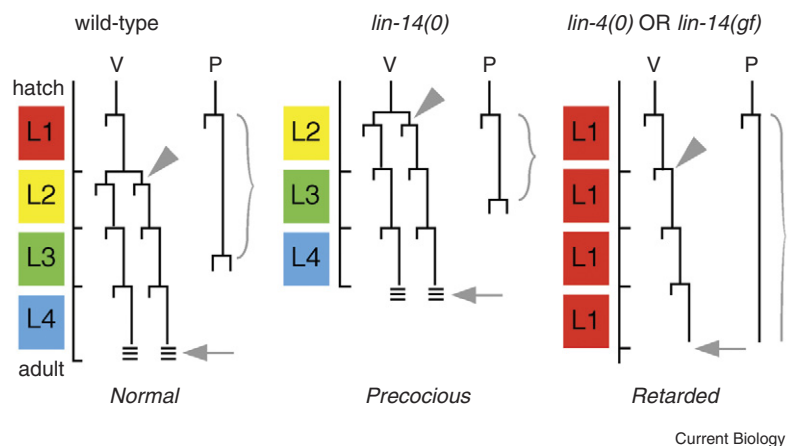 wild-type
lin-14(0)
lin-4(0) OR lin-14(gf)
V P
V P
V P
hatch
L1
L2
L3
L4
adult
L2
L3
L4
L1
L1
L1
L1
Normal
Precocious
Retarded
Current Biology